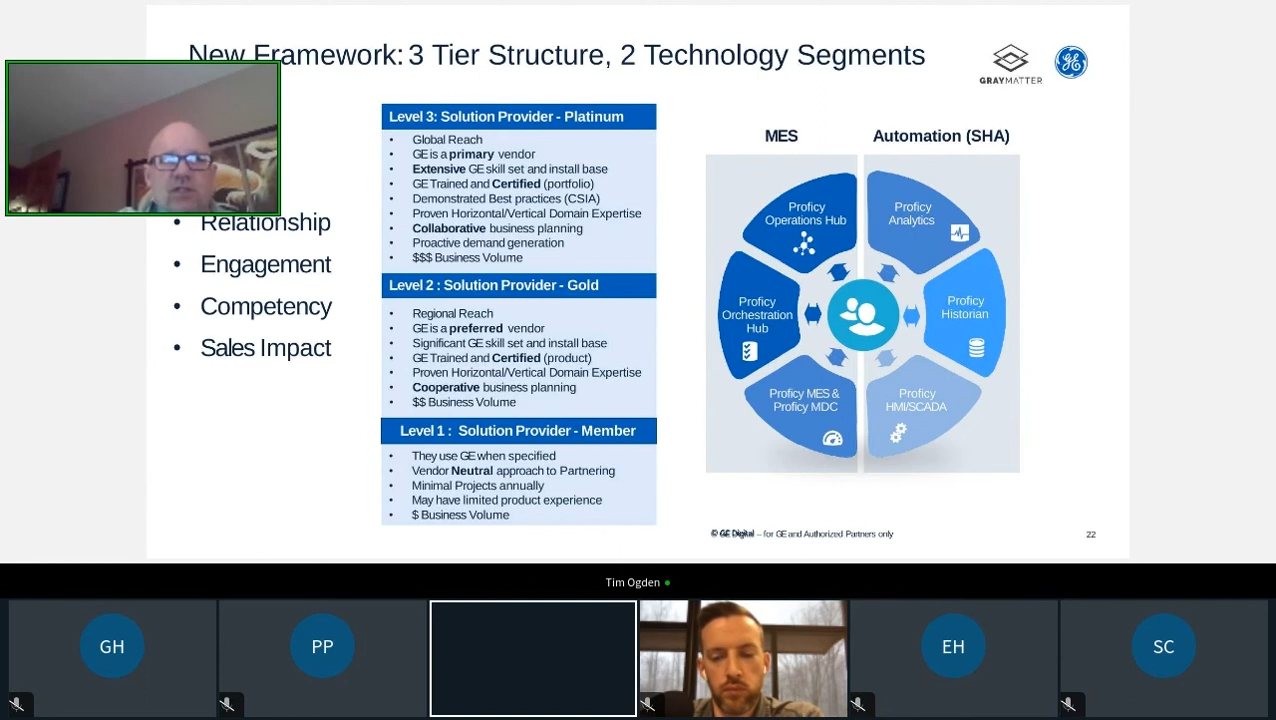 New Framework: 3 Tier Structure, 2 Technology Segments
GRAYMATTER
GE
Relationship
• Engagement
• Competency
• Sales Impact
Level 3: Solution Provider - Platinum
• Global Reach
• GE is a primary vendor
• Extensive GE skill set and install base
• GE Trained and Certified (portfolio)
• Demonstrated Best practices (CSIA)
• Proven Horizontal/Vertical Domain Expertise
• Collaborative business planning
• Proactive demand generation
• $$$ Business Volume
Level 2 : Solution Provider - Gold
• Regional Reach
• GE is a preferred vendor
• Significant GE skill set and install base
• GE Trained and Certified (product)
• Proven Horizontal/Vertical Domain Expertise
• Cooperative business planning
• $$ Business Volume
Level 1 : Solution Provider - Member
• They use GE when specified
• Vendor Neutral approach to Partnering
• Minimal Projects annually
• May have limited product experience
• $ Business Volume
MES
Automation (SHA)
Proficy
Operations Hub
Proficy
Analytics
Proficy
Orchestration
Hub
Proficy
Historian
Proficy MES &
Proficy MDC
Proficy
HMI/SCADA
© GE Digital – for GE and Authorized Partners only
22
Tim Ogden
GH
PP
EH
SC